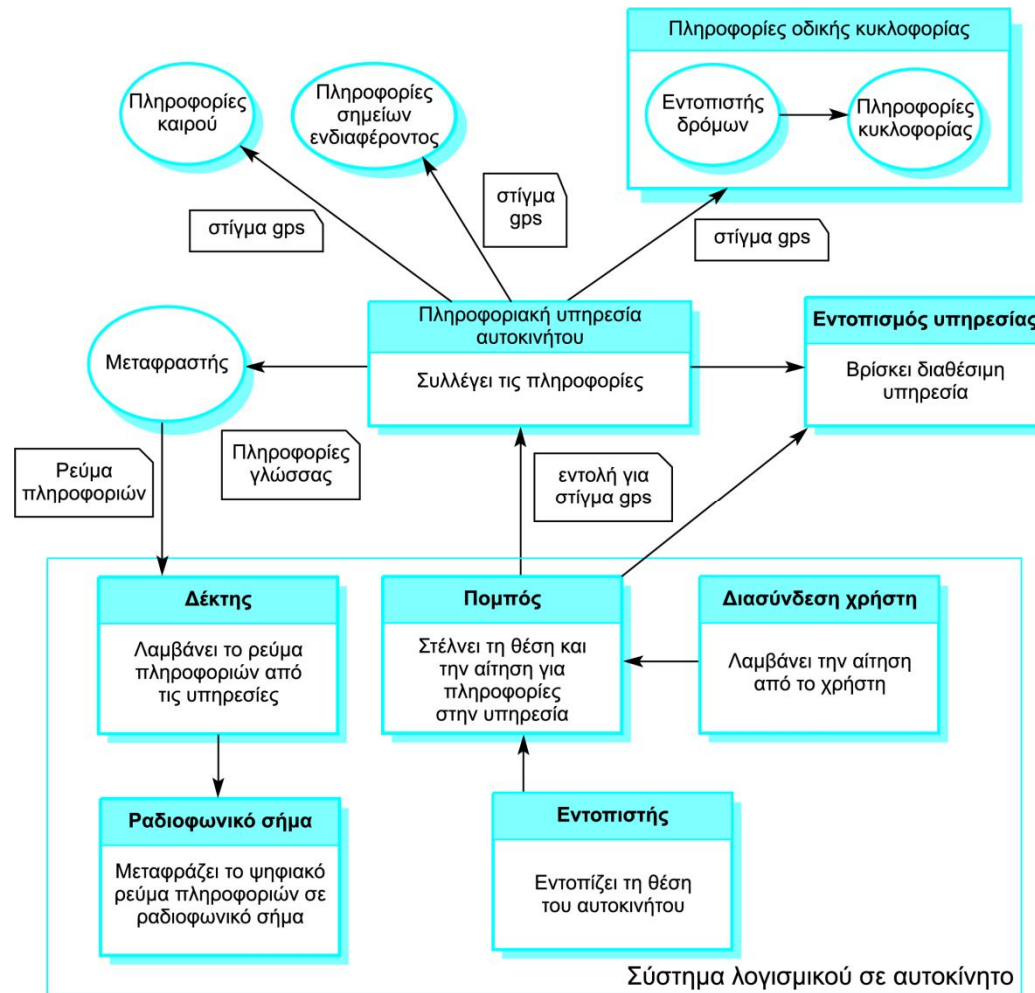 Πληροφορίες οδικής κυκλοφορίας
Πληροφορίες
καιρού
Πληροφορίες
σημείων
ενδιαφέροντος
Εντοπιστής
δρόμων
Πληροφορίες
κυκλοφορίας
στίγμα gps
στίγμα
gps
στίγμα gps
Πληροφοριακή υπηρεσία
αυτοκινήτου
Συλλέγει τις πληροφορίες
Εντοπισμός υπηρεσίας
Βρίσκει διαθέσιμη
υπηρεσία
Μεταφραστής
Ρεύμα
πληροφοριών
Πληροφορίες
γλώσσας
εντολή για
στίγμα gps
Δέκτης
Λαμβάνει το ρεύμα
πληροφοριών από
τις υπηρεσίες
Πομπός
Στέλνει τη θέση και
την αίτηση για
πληροφορίες
στην υπηρεσία
Διασύνδεση χρήστη
Λαμβάνει την αίτηση
από το χρήστη
Ραδιοφωνικό σήμα
Μεταφράζει το ψηφιακό
ρεύμα πληροφοριών σε
ραδιοφωνικό σήμα
Εντοπιστής
Εντοπίζει τη θέση
του αυτοκινήτου
Σύστημα λογισμικού σε αυτοκίνητο